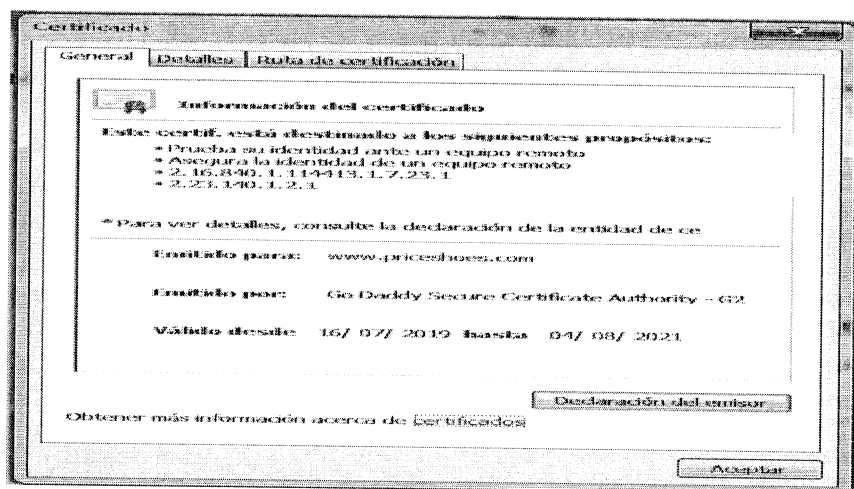 Certificado
General Detalles Ruta de certificación
Información del certificado
Este certif. está destinado a los siguientes propósitos:
* Prueba su identidad ante un equipo remoto
* Asegura la identidad de un equipo remoto
* 2.16.840.1.114413.1.7.23.1
* 2.23.140.1.2.1
* Para ver detalles, consulte la declaración de la entidad de ce
Emitido para: www.priceshoes.com
Emitido por: Go Daddy Secure Certificate Authority - G2
Válido desde 16/ 07/ 2019 hasta 04/ 08/ 2021
Declaración del emisor
Obtener más información acerca de certificados
Aceptar